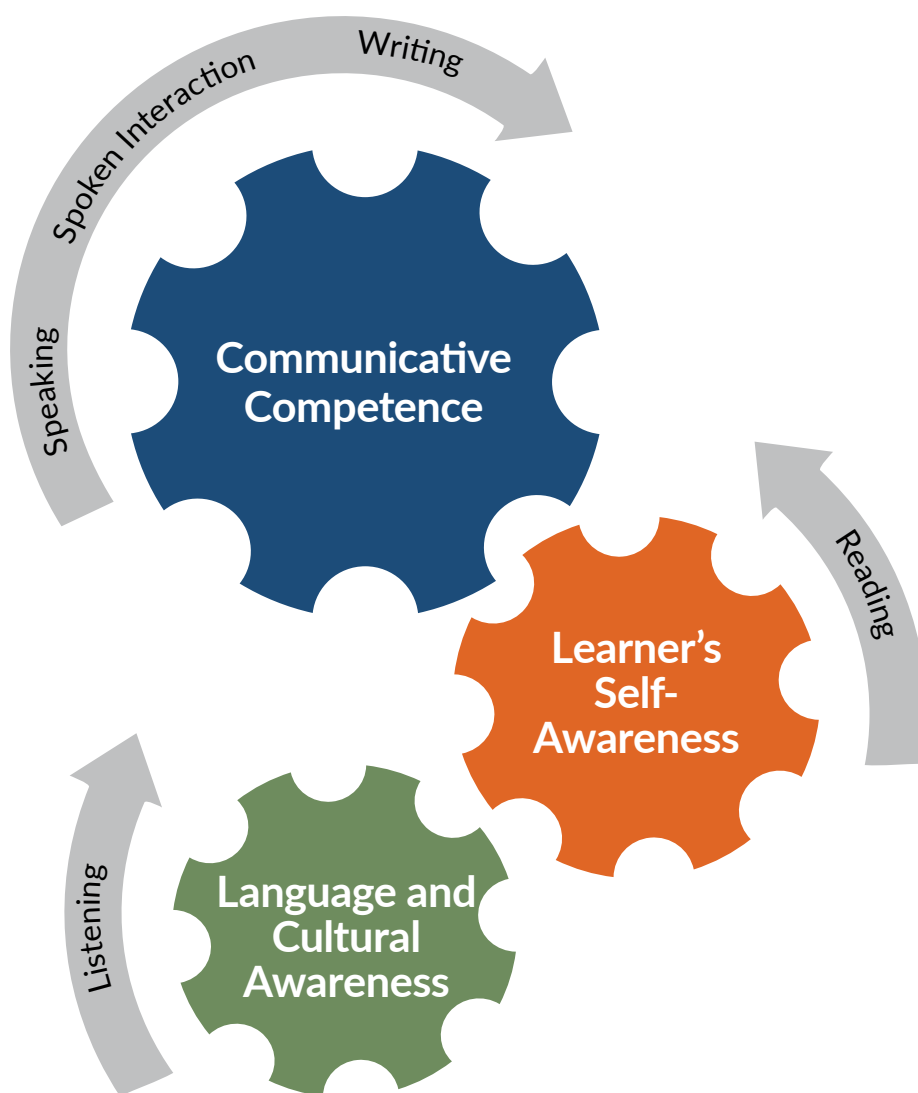 Writing
Spoken Interaction
Speaking
Communicative
Competence
Reading
Learner’s
Self-
Awareness
Listening
Language and
Cultural
Awareness